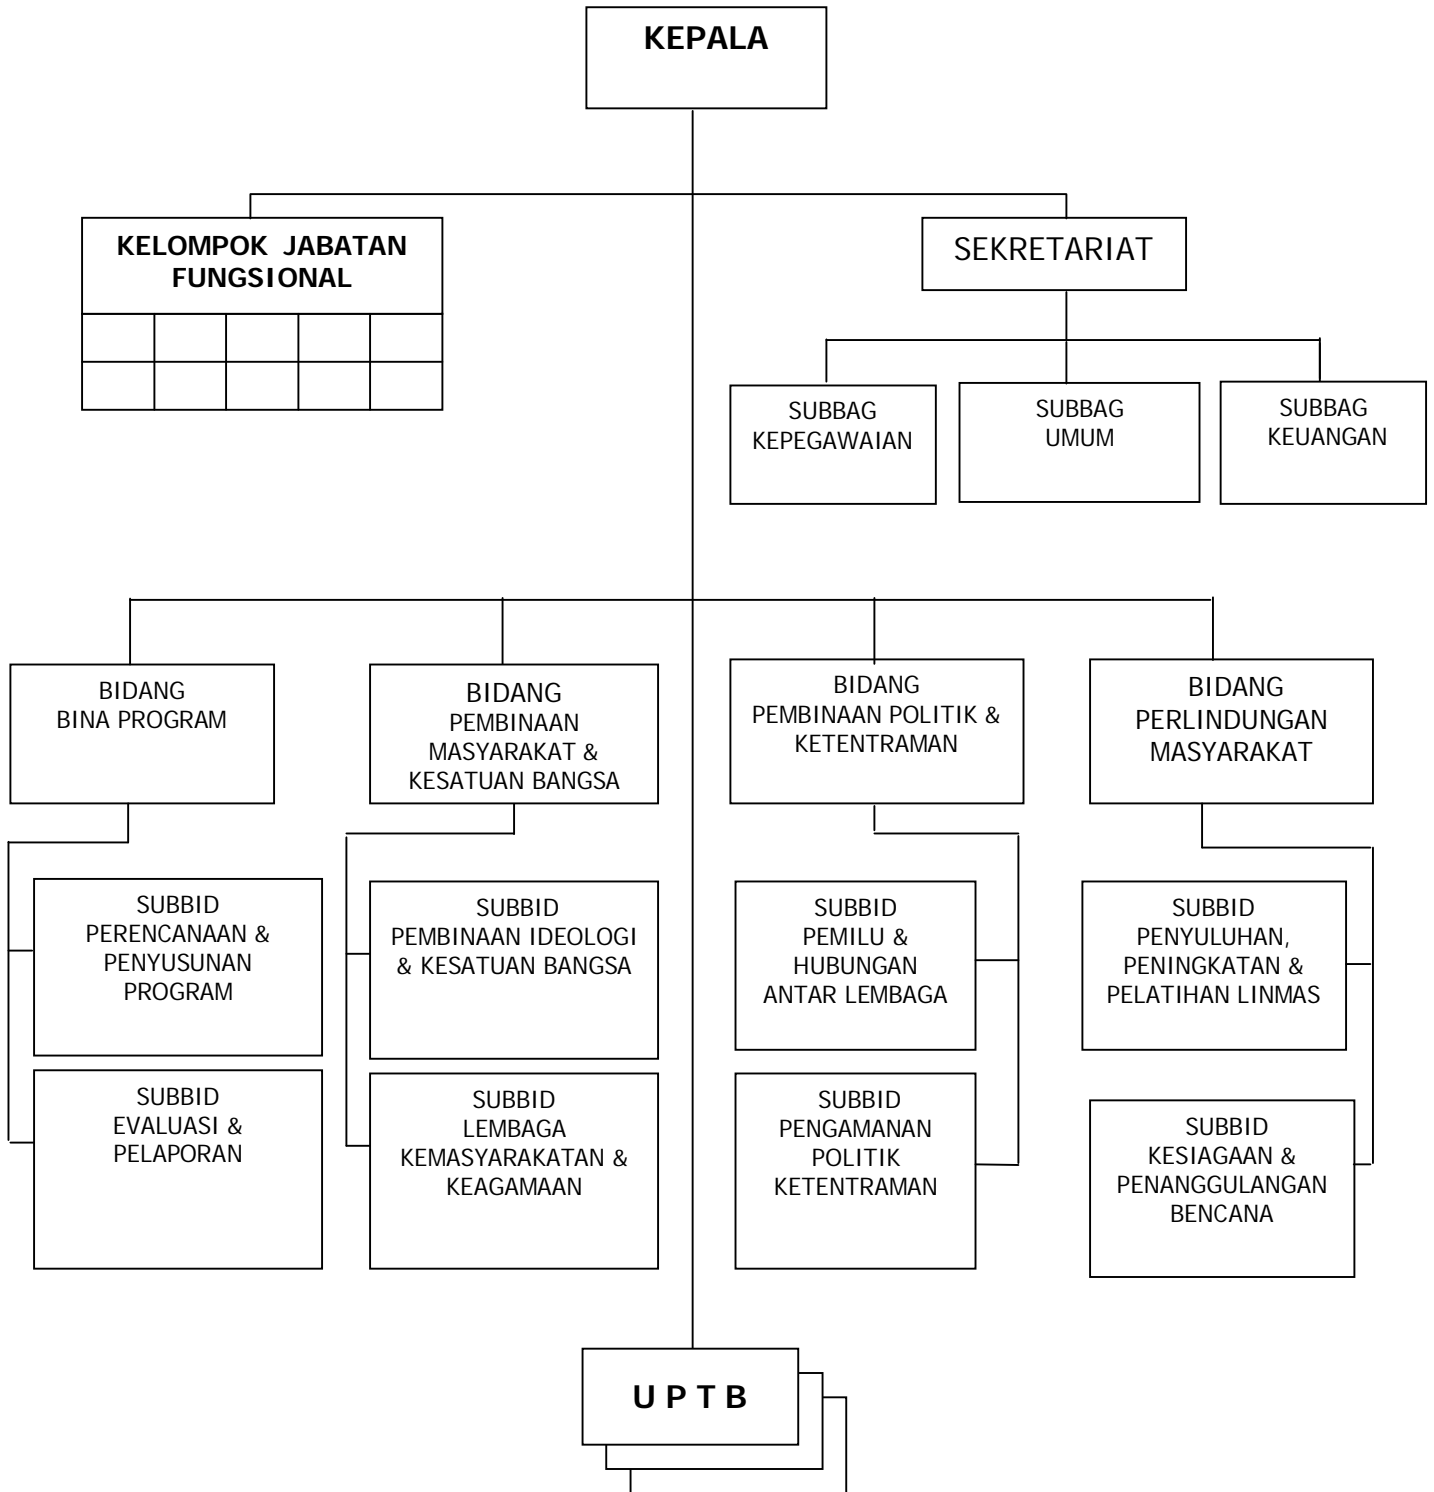 KEPALA
KELOMPOK JABATAN
FUNGSIONAL
SEKRETARIAT
SUBBAG
KEPEGAWAIAN
SUBBAG
UMUM
SUBBAG
KEUANGAN
BIDANG
BINA PROGRAM
BIDANG
PEMBINAAN
MASYARAKAT &
KESATUAN BANGSA
BIDANG
PEMBINAAN POLITIK &
KETENTRAMAN
BIDANG
PERLINDUNGAN
MASYARAKAT
SUBBID
PERENCANAAN &
PENYUSUNAN
PROGRAM
SUBBID
PEMBINAAN IDEOLOGI
& KESATUAN BANGSA
SUBBID
PEMILU &
HUBUNGAN
ANTAR LEMBAGA
SUBBID
PENYULUHAN,
PENINGKATAN &
PELATIHAN LINMAS
SUBBID
EVALUASI &
PELAPORAN
SUBBID
LEMBAGA
KEMASYARAKATAN &
KEAGAMAAN
SUBBID
PENGAMANAN
POLITIK
KETENTRAMAN
SUBBID
KESIAGAAN &
PENANGGULANGAN
BENCANA
U P T B